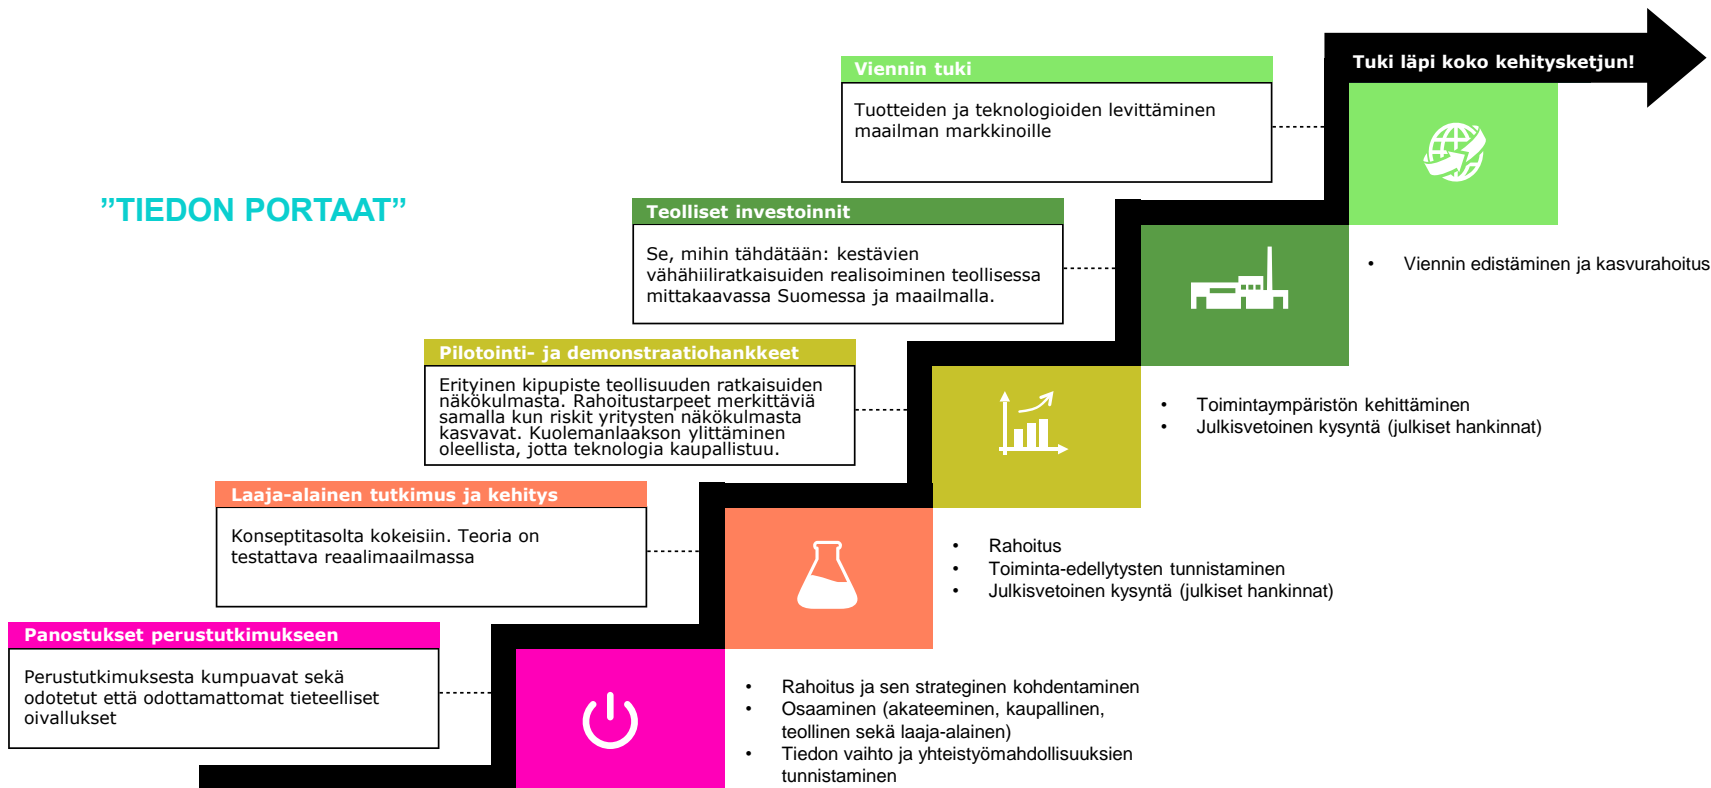 Tuki läpi koko kehitysketjun!
Viennin tuki
Tuotteiden ja teknologioiden levittäminen
maailman markkinoille
”TIEDON PORTAAT”
Teolliset investoinnit
Se, mihin tähdätään: kestävien
vähähiiliratkaisuiden realisoiminen teollisessa
mittakaavassa Suomessa ja maailmalla.
• Viennin edistäminen ja kasvurahoitus
Pilotointi- ja demonstraatiohankkeet
Erityinen kipupiste teollisuuden ratkaisuiden
näkökulmasta. Rahoitustarpeet merkittäviä
samalla kun riskit yritysten näkökulmasta
kasvavat. Kuolemanlaakson ylittäminen
oleellista, jotta teknologia kaupallistuu.
• Toimintaympäristön kehittäminen
• Julkisvetoinen kysyntä (julkiset hankinnat)
Laaja-alainen tutkimus ja kehitys
Konseptitasolta kokeisiin. Teoria on
testattava reaalimaailmassa
• Rahoitus
• Toiminta-edellytysten tunnistaminen
• Julkisvetoinen kysyntä (julkiset hankinnat)
Panostukset perustutkimukseen
Perustutkimuksesta kumpuavat sekä
odotetut että odottamattomat tieteelliset
oivallukset
• Rahoitus ja sen strateginen kohdentaminen
• Osaaminen (akateeminen, kaupallinen,
teollinen sekä laaja-alainen)
• Tiedon vaihto ja yhteistyömahdollisuuksien
tunnistaminen